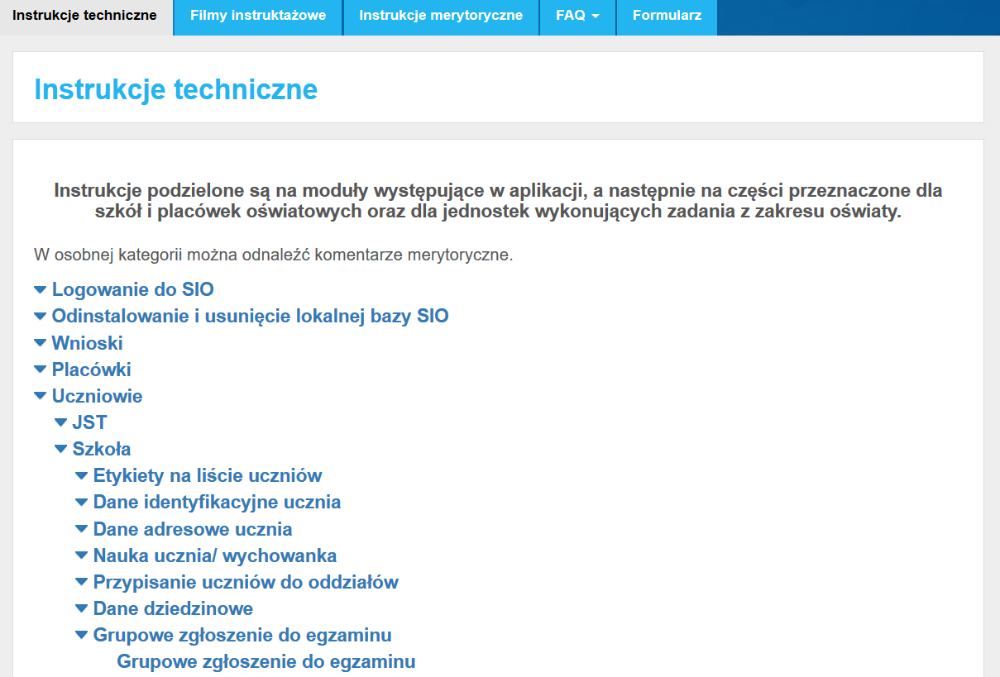 Instrukcje techniczne
Filmy instruktażowe
Instrukcje merytoryczne
FAQ
Formularz
Instrukcje techniczne
Instrukcje podzielone są na moduły występujące w aplikacji, a następnie na części przeznaczone dla
szkół i placówek oświatowych oraz dla jednostek wykonujących zadania z zakresu oświaty.
W osobnej kategorii można odnaleźć komentarze merytoryczne.
Logowanie do SIO
Odinstalowanie i usunięcie lokalnej bazy SIO
Wnioski
Placówki
Uczniowie
JST
Szkoła
Etykiety na liście uczniów
Dane identyfikacyjne ucznia
Dane adresowe ucznia
Nauka ucznia/ wychowanka
Przypisanie uczniów do oddziałów
Dane dziedzinowe
Grupowe zgłoszenie do egzaminu
Grupowe zgłoszenie do egzaminu